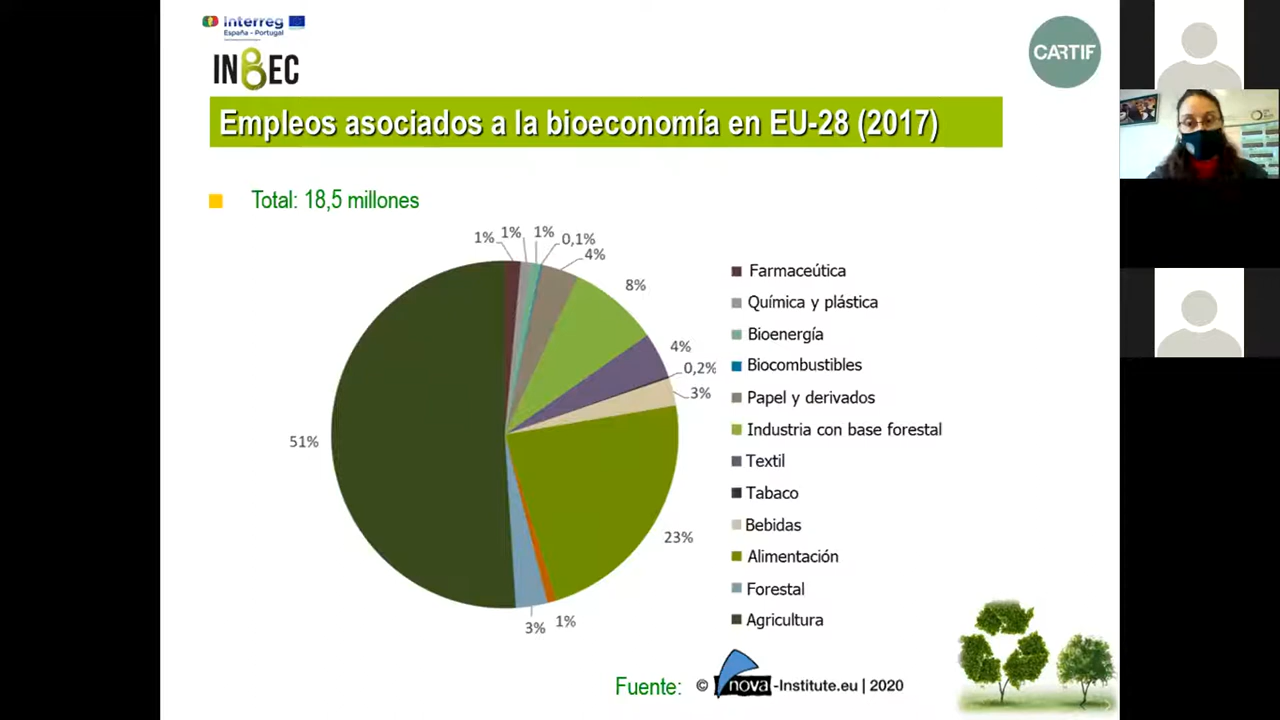 Interreg
España - Portugal
INBEC
CARTIF
Empleos asociados a la bioeconomía en EU-28 (2017)
Total: 18,5 millones
1%
1%
1%
0,1%
4%
8%
4%
0,2%
3%
51%
23%
3%
1%
Farmaceútica
Química y plástica
Bioenergía
Biocombustibles
Papel y derivados
Industria con base forestal
Textil
Tabaco
Bebidas
Alimentación
Forestal
Agricultura
Fuente: © nova-Institute.eu | 2020